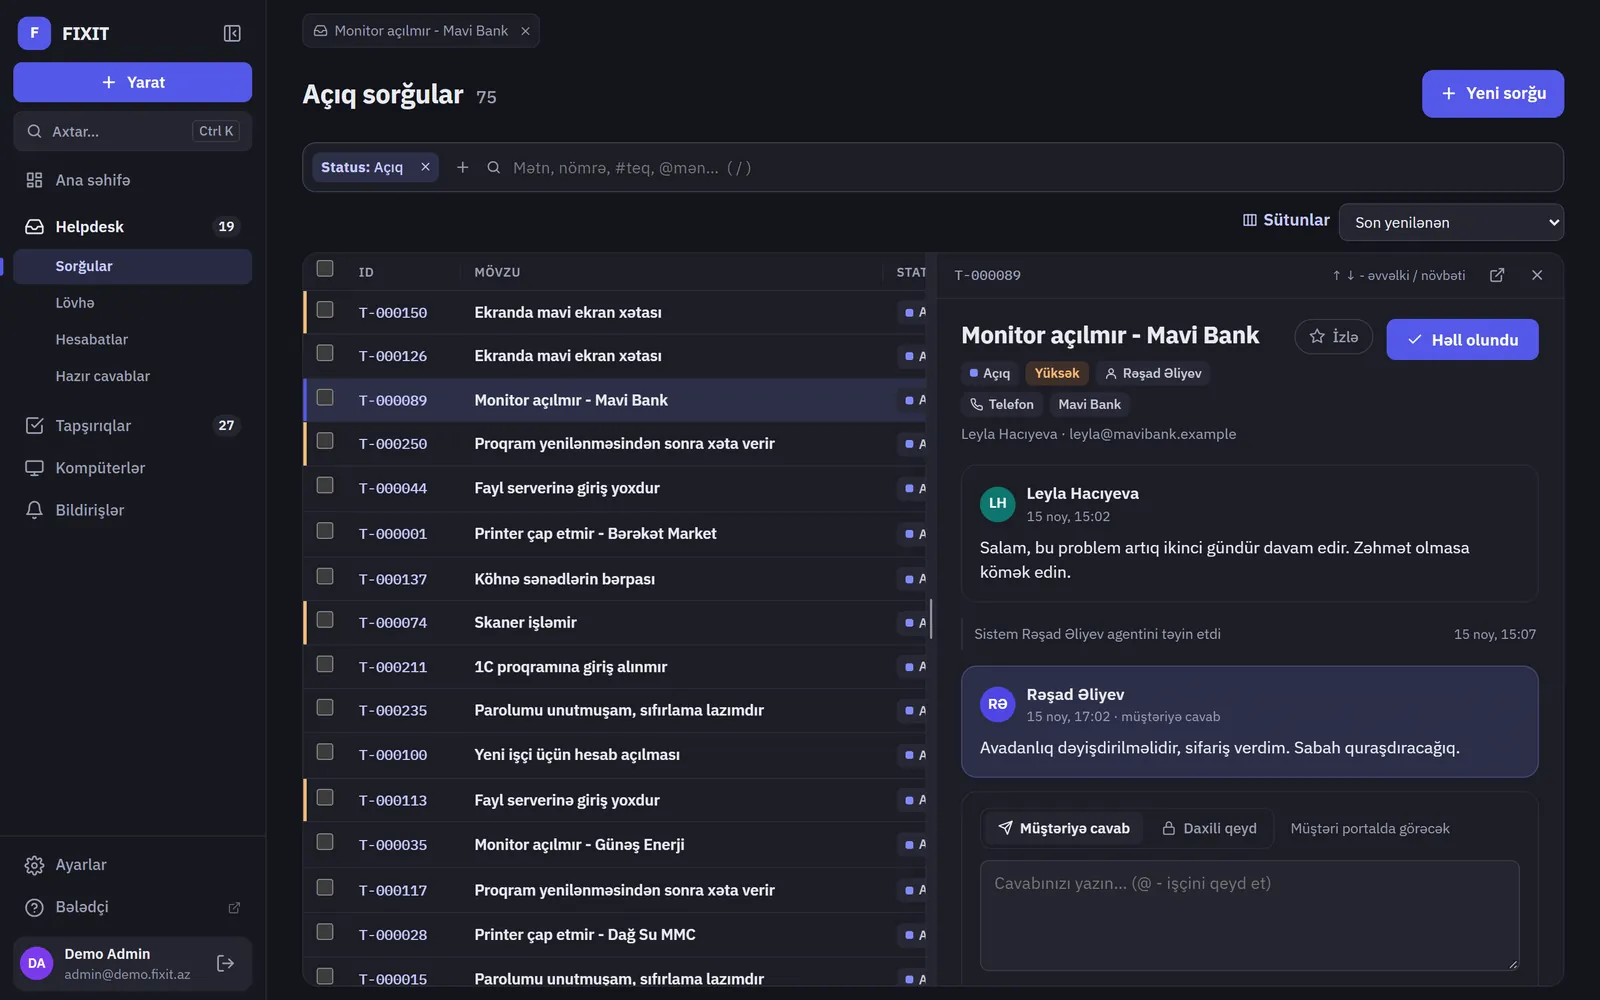 F FIXIT
+ Yarat
Axtar... Ctrl K
Ana səhifə
Helpdesk 19
Sorğular
Lövhə
Hesabatlar
Hazır cavablar
Tapşırıqlar 27
Kompüterlər
Bildirişlər
Ayarlar
Bələdçi
DA Demo Admin
admin@demo.fixit.az
Monitor açılmır - Mavi Bank ×
Açıq sorğular 75
+ Yeni sorğu
Status: Açıq × + Mətn, nömrə, #teq, @mən... ( / )
Sütunlar Son yenilənən
ID MÖVZU STAT
T-000150 Ekranda mavi ekran xətası A
T-000126 Ekranda mavi ekran xətası A
T-000089 Monitor açılmır - Mavi Bank A
T-000250 Proqram yenilənməsindən sonra xəta verir A
T-000044 Fayl serverinə giriş yoxdur A
T-000001 Printer çap etmir - Bərəkət Market A
T-000137 Köhnə sənədlərin bərpası A
T-000074 Skaner işləmir A
T-000211 1C proqramına giriş alınmır A
T-000235 Parolumu unutmuşam, sıfırlama lazımdır A
T-000100 Yeni işçi üçün hesab açılması A
T-000113 Fayl serverinə giriş yoxdur A
T-000035 Monitor açılmır - Günəş Enerji A
T-000117 Proqram yenilənməsindən sonra xəta verir A
T-000028 Printer çap etmir - Dağ Su MMC A
T-000015 Parolumu unutmuşam, sıfırlama lazımdır A
T-000089 ↑ ↓ - əvvəlki / növbəti ×
Monitor açılmır - Mavi Bank İzlə Həll olundu
Açıq Yüksək Rəşad Əliyev
Telefon Mavi Bank
Leyla Hacıyeva · leyla@mavibank.example
LH Leyla Hacıyeva
15 noy, 15:02
Salam, bu problem artıq ikinci gündür davam edir. Zəhmət olmasa
kömək edin.
Sistem Rəşad Əliyev agentini təyin etdi 15 noy, 15:07
RƏ Rəşad Əliyev
15 noy, 17:02 · müştəriyə cavab
Avadanlıq dəyişdirilməlidir, sifariş verdim. Sabah quraşdıracağıq.
Müştəriyə cavab Daxili qeyd Müştəri portalda görəcək
Cavabınızı yazın... (@ - işçini qeyd et)